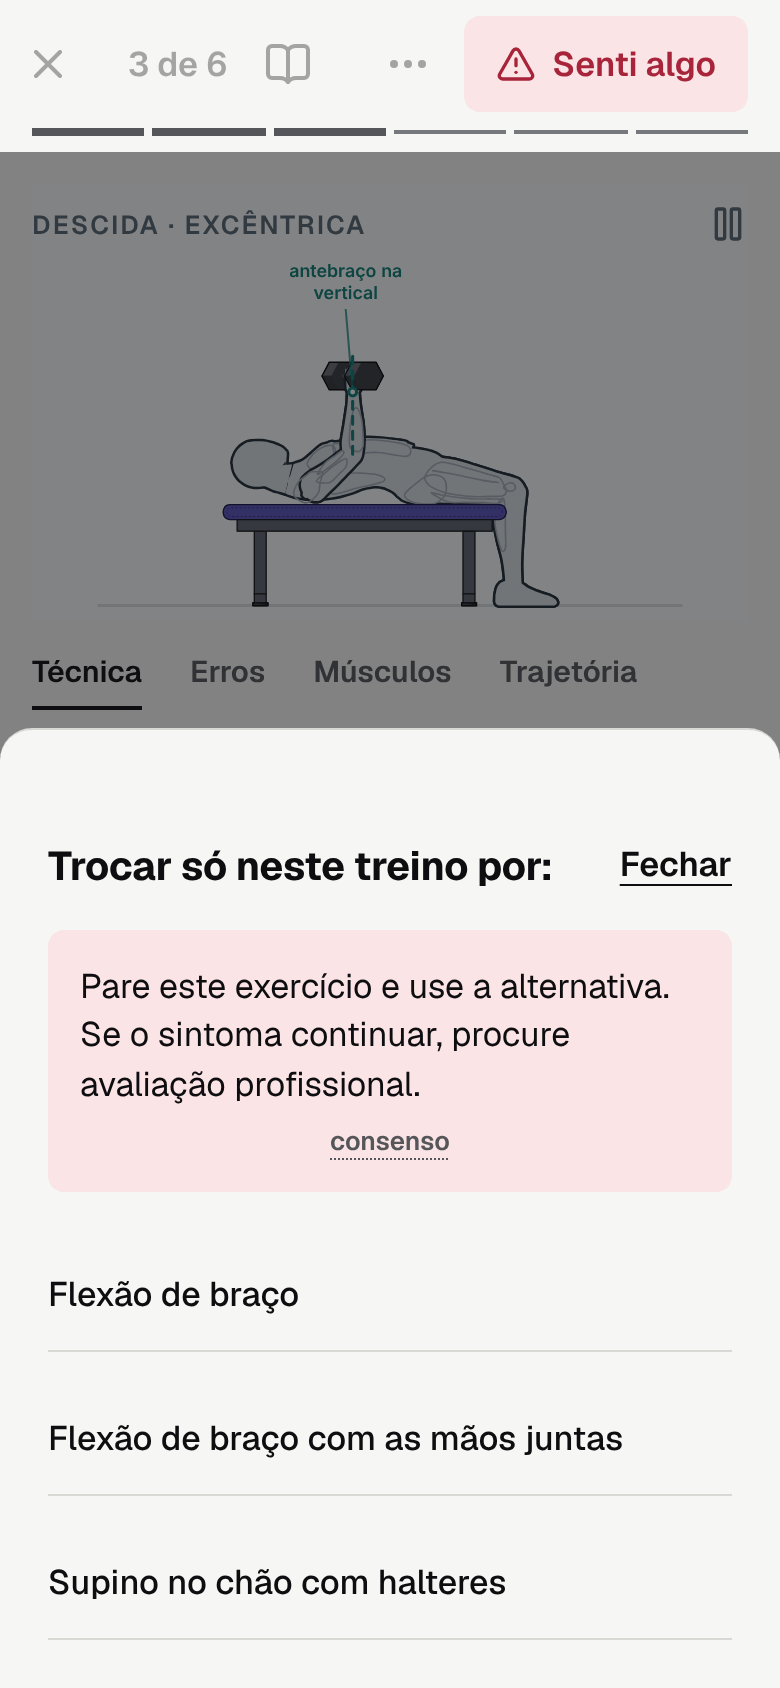 3 de 6
Senti algo
DESCIDA · EXCÊNTRICA
antebraço na
vertical
Técnica
Erros
Músculos
Trajetória
Trocar só neste treino por:
Fechar
Pare este exercício e use a alternativa.
Se o sintoma continuar, procure
avaliação profissional.
consenso
Flexão de braço
Flexão de braço com as mãos juntas
Supino no chão com halteres